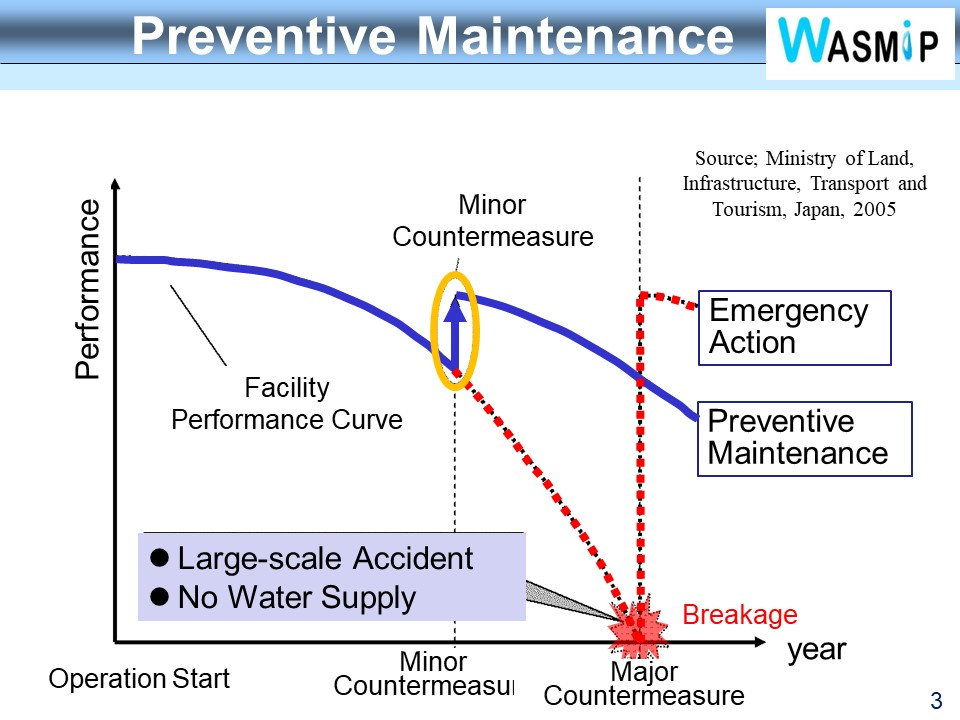 Preventive Maintenance
WASMiP
Source; Ministry of Land,
Infrastructure, Transport and
Tourism, Japan, 2005
Performance
Minor
Countermeasure
Emergency
Action
Facility
Performance Curve
Preventive
Maintenance
● Large-scale Accident
● No Water Supply
Breakage
year
Operation Start
Minor
Countermeasu
Major
Countermeasure
3